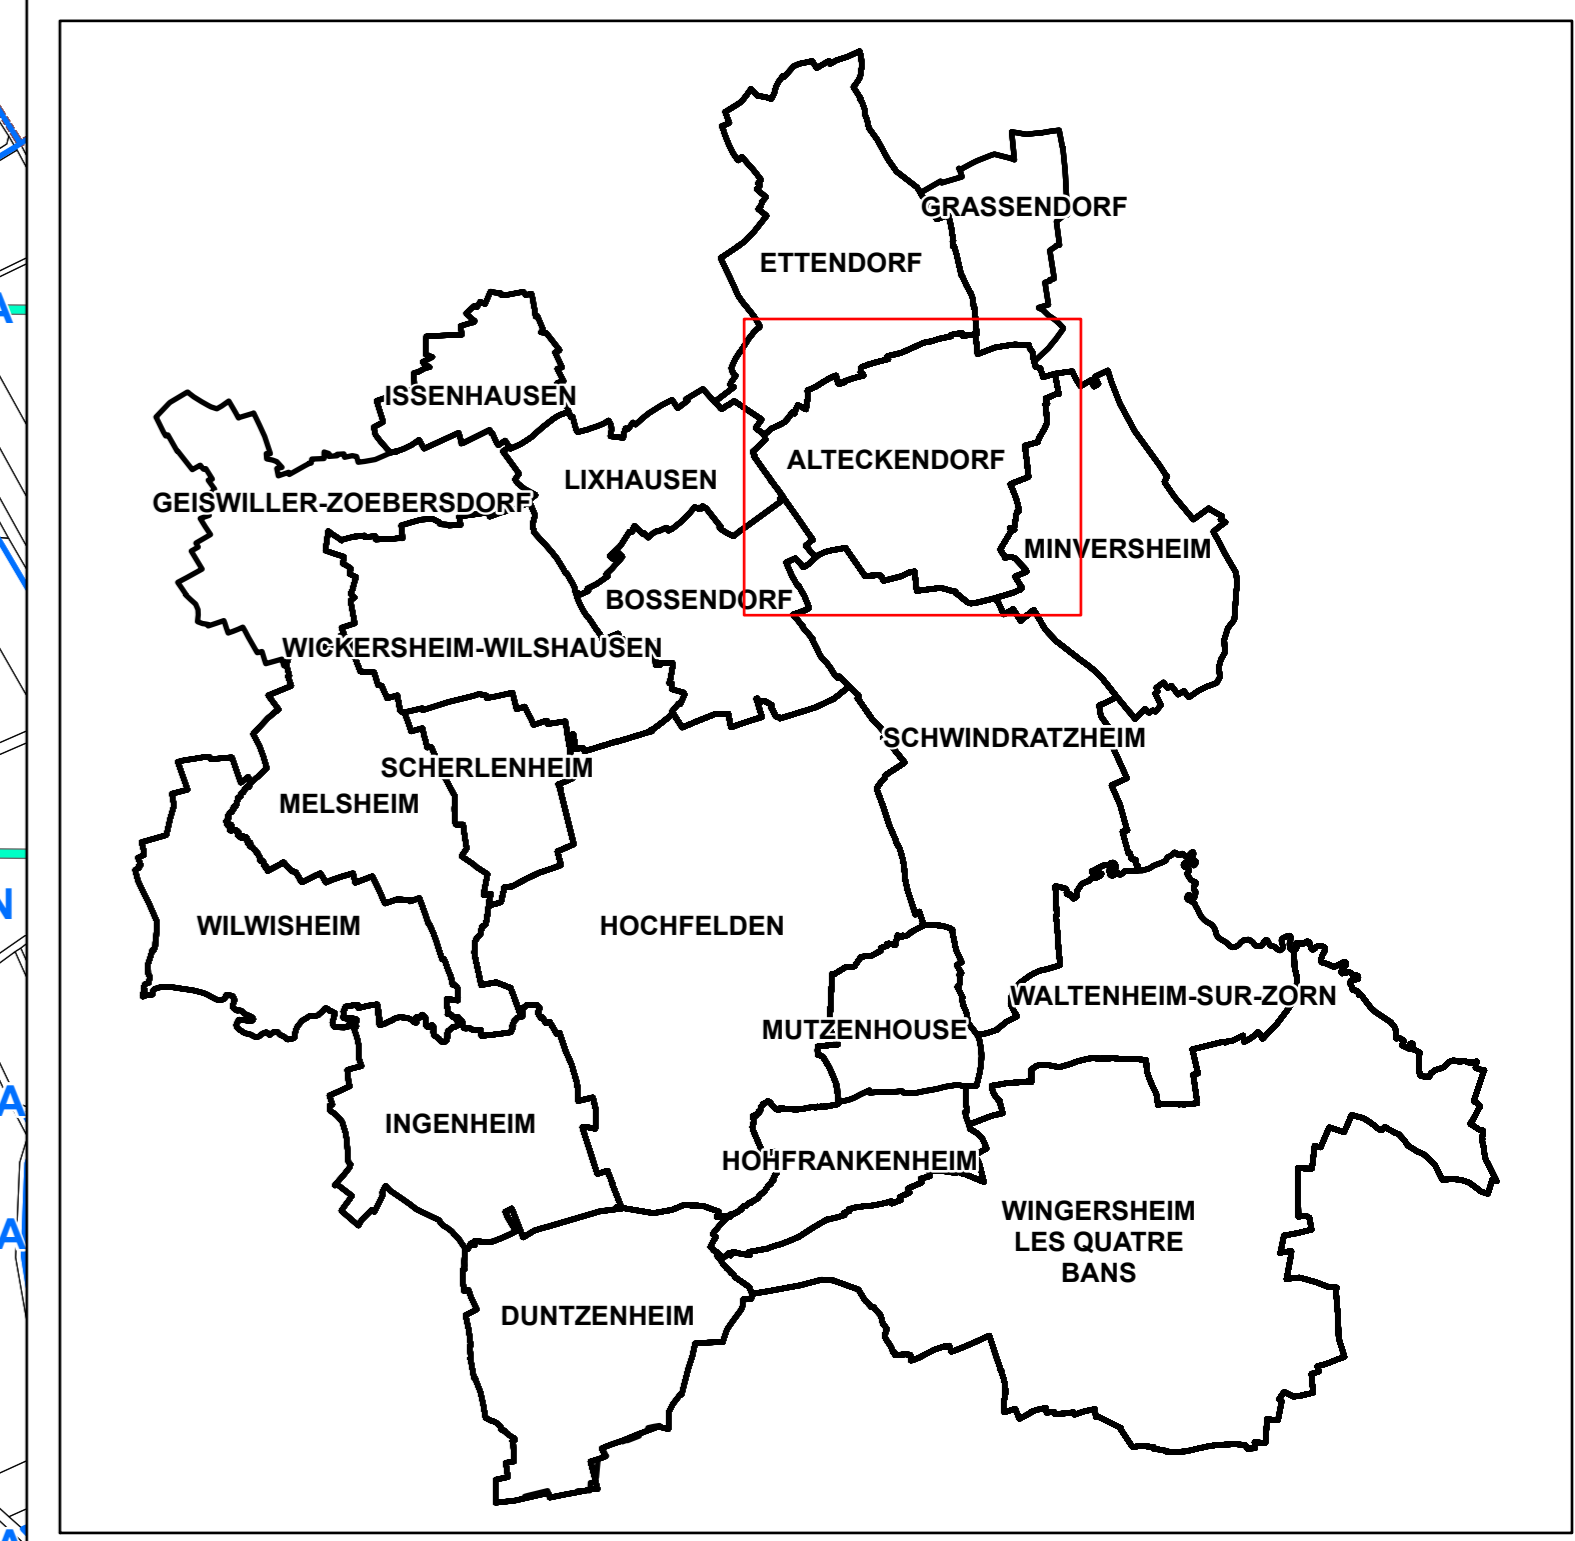 GRASSENDORF
ETTENDORF
ISSENHAUSEN
ALTECKENDORF
LIXHAUSEN
GEISWILLER-ZOEBERSDORF
MINVERSHEIM
BOSSENDORF
WICKERSHEIM-WILSHAUSEN
SCHWINDRATZHEIM
SCHERLENHEIM
MELSHEIM
WILWISHEIM
HOCHFELDEN
WALTENHEIM-SUR-ZORN
MUTZENHOUSE
INGENHEIM
HOHFRANKENHEIM
WINGERSHEIM
LES QUATRE
BANS
DUNTZENHEIM
A
N
A
A
A